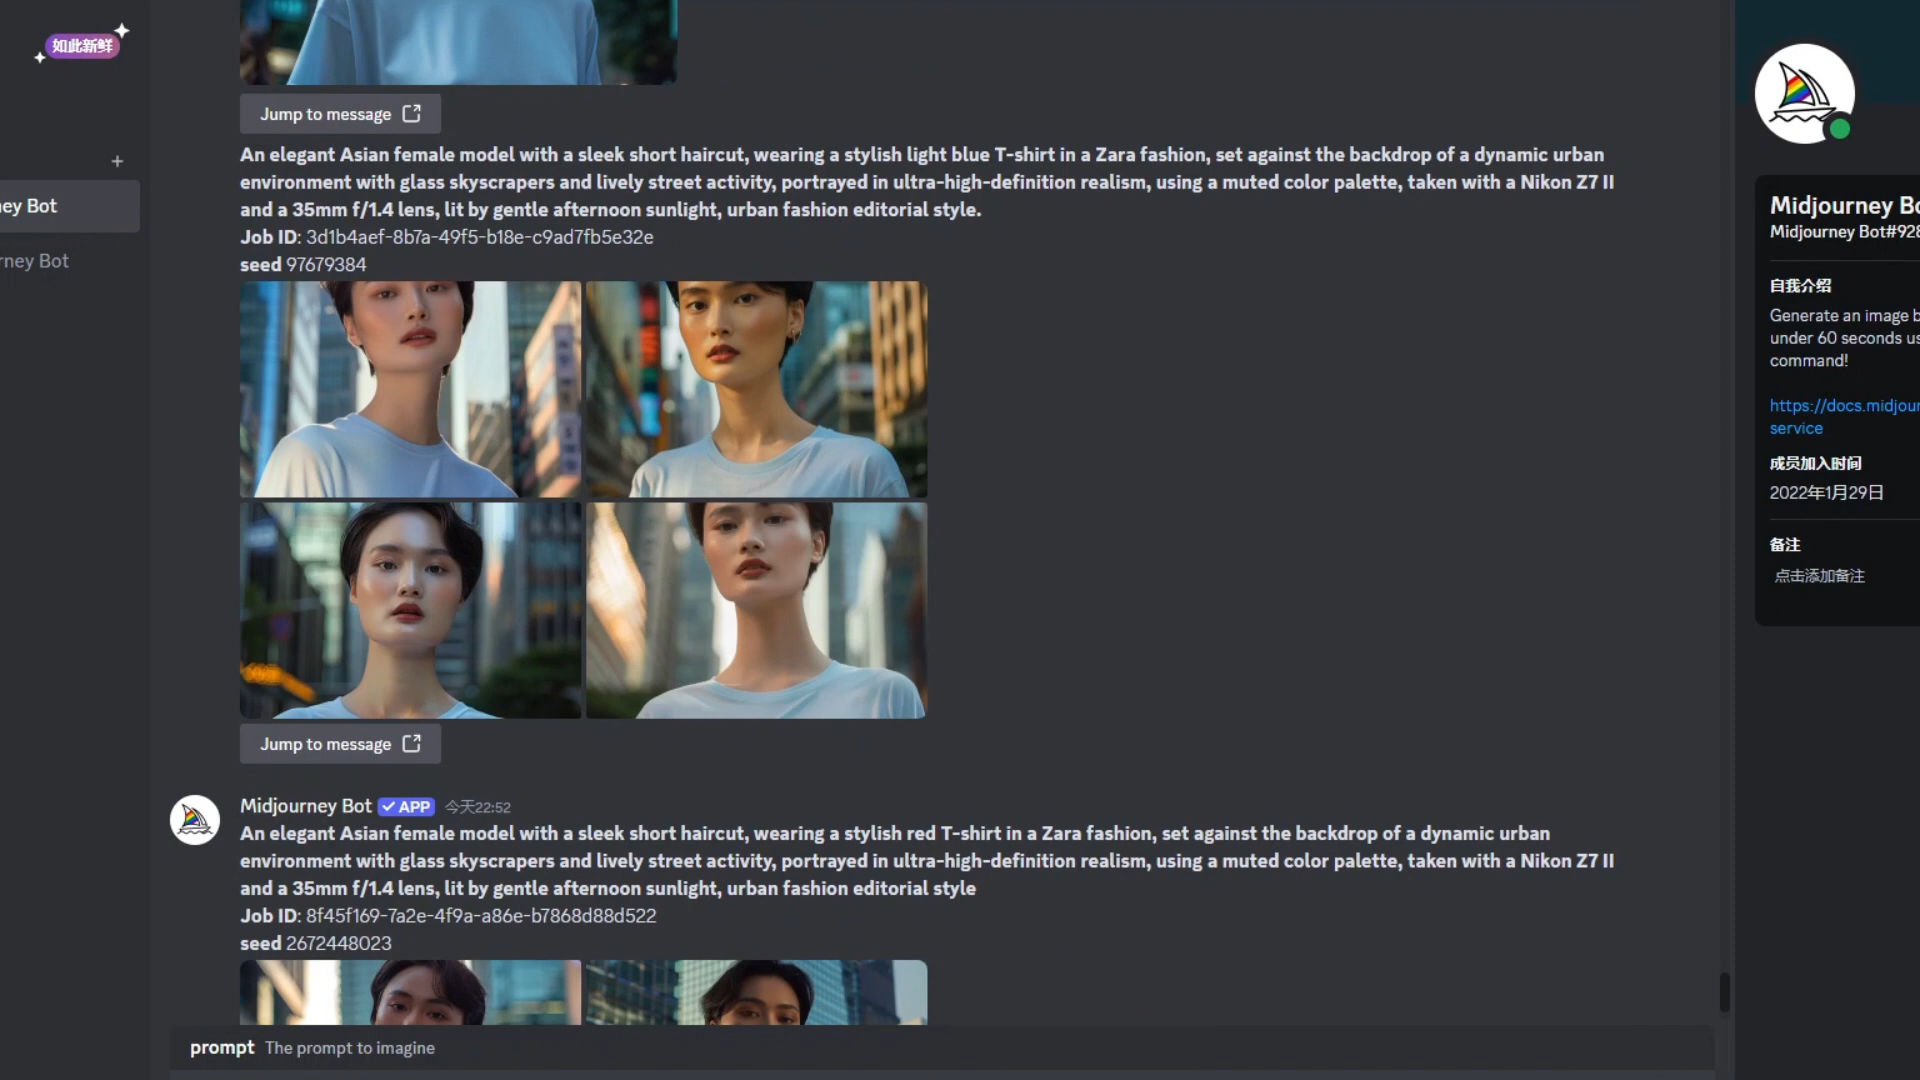 如此新鲜
+
ey Bot
rney Bot
Jump to message
An elegant Asian female model with a sleek short haircut, wearing a stylish light blue T-shirt in a Zara fashion, set against the backdrop of a dynamic urban
environment with glass skyscrapers and lively street activity, portrayed in ultra-high-definition realism, using a muted color palette, taken with a Nikon Z7 II
and a 35mm f/1.4 lens, lit by gentle afternoon sunlight, urban fashion editorial style.
Job ID: 3d1b4aef-8b7a-49f5-b18e-c9ad7fb5e32e
seed 97679384
Jump to message
Midjourney Bot APP 今天22:52
An elegant Asian female model with a sleek short haircut, wearing a stylish red T-shirt in a Zara fashion, set against the backdrop of a dynamic urban
environment with glass skyscrapers and lively street activity, portrayed in ultra-high-definition realism, using a muted color palette, taken with a Nikon Z7 II
and a 35mm f/1.4 lens, lit by gentle afternoon sunlight, urban fashion editorial style
Job ID: 8f45f169-7a2e-4f9a-a86e-b7868d88d522
seed 2672448023
prompt The prompt to imagine
Midjourney Bo
Midjourney Bot#928
自我介绍
Generate an image b
under 60 seconds us
command!
https://docs.midjour
service
成员加入时间
2022年1月29日
备注
点击添加备注